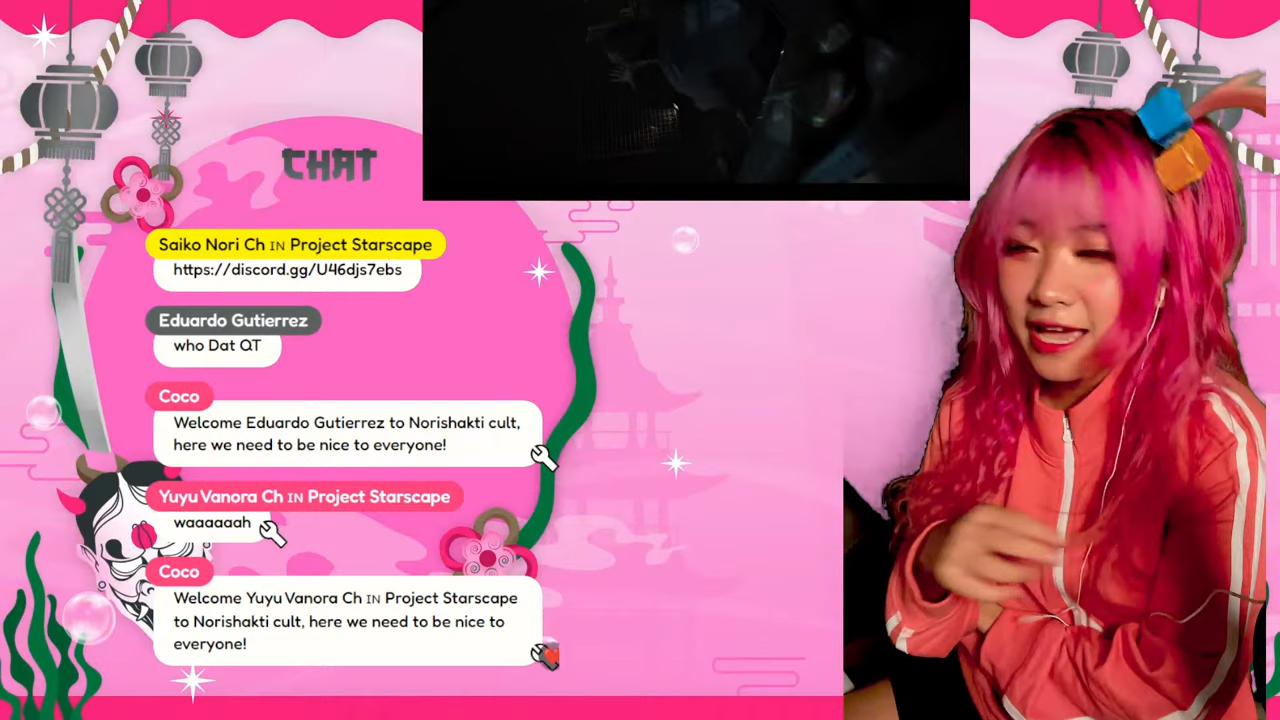 CHAT
Saiko Nori Ch IN Project Starscape
https://discord.gg/U46djs7ebs
Eduardo Gutierrez
who Dat QT
Coco
Welcome Eduardo Gutierrez to Norishakti cult,
here we need to be nice to everyone!
Yuyu Vanora Ch IN Project Starscape
waaaaaah
Coco
Welcome Yuyu Vanora Ch IN Project Starscape
to Norishakti cult, here we need to be nice to
everyone!